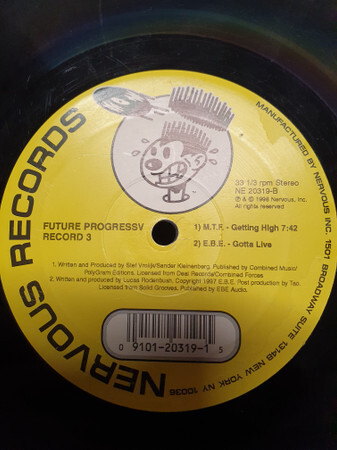 NERVOUS RECORDS
MANUFACTURED BY NERVOUS INC. 1501 BROADWAY SUITE 1314B NEW YORK NY 10036
33 1/3 rpm Stereo
NE 20319-B
℗ & © 1998 Nervous, Inc.
All rights reserved
FUTURE PROGRESSV
RECORD 3
1) M.T.F. - Getting High 7:42
2) E.B.E. - Gotta Live
1. Written and Produced by Stef Vrolijk/Sander Kleinenberg. Published by Combined Music/
PolyGram Editions. Licensed from Deal Records/Combined Forces
2. Written and produced by Lucas Rodenbush. Copyright 1997 E.B.E. Post production by Tao.
Licensed from Solid Grooves. Published by EBE Audio.
0 9101-20319-1 5